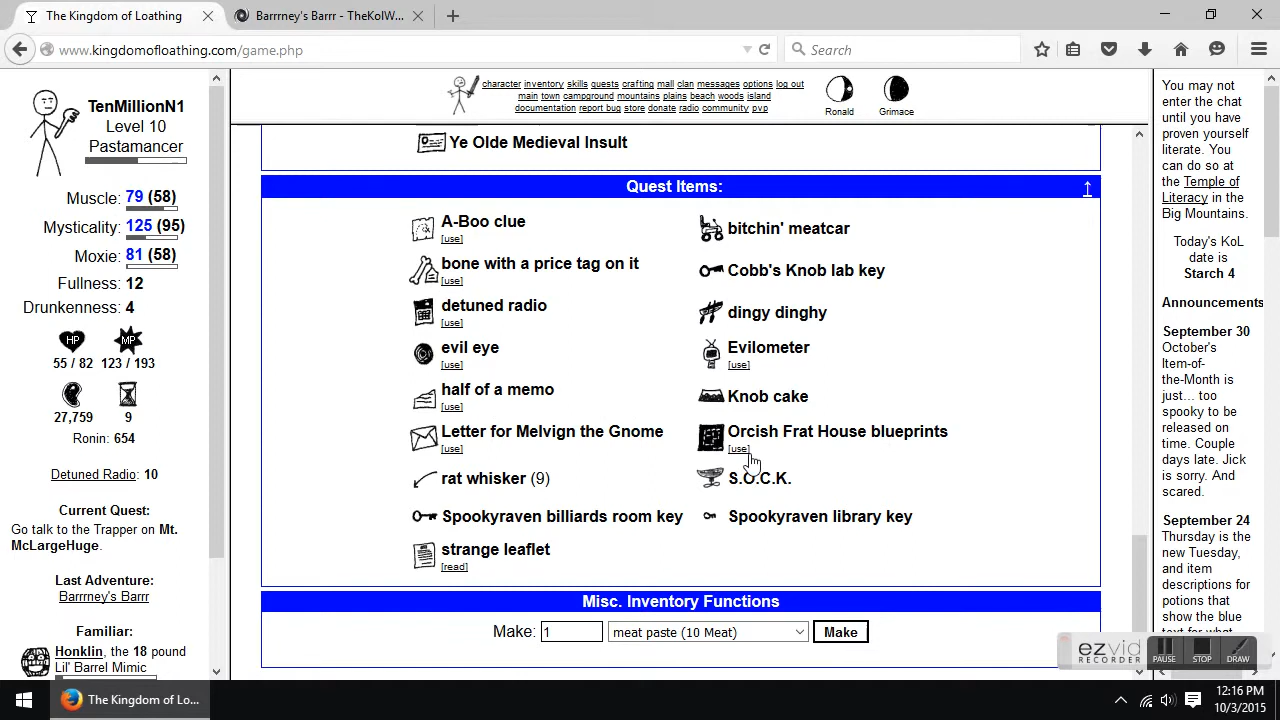 The Kingdom of Loathing
Barrrney's Barrr - TheKolW...
www.kingdomofloathing.com/game.php
Search
TenMillionN1
Level 10
Pastamancer
Muscle: 79 (58)
Mysticality: 125 (95)
Moxie: 81 (58)
Fullness: 12
Drunkenness: 4
HP
MP
55 / 82 123 / 193
27,759 9
Ronin: 654
Detuned Radio: 10
Current Quest:
Go talk to the Trapper on Mt.
McLargeHuge.
Last Adventure:
Barrrney's Barrr
Familiar:
Honklin, the 18 pound
Lil' Barrel Mimic
character inventory skills quests crafting mall clan messages options log out
main town campground mountains plains beach woods island
documentation report bug store donate radio community pvp
Ronald
Grimace
Ye Olde Medieval Insult
Quest Items:
A-Boo clue
[use]
bitchin' meatcar
bone with a price tag on it
[use]
Cobb's Knob lab key
detuned radio
[use]
dingy dinghy
evil eye
[use]
Evilometer
[use]
half of a memo
[use]
Knob cake
Letter for Melvign the Gnome
[use]
Orcish Frat House blueprints
[use]
rat whisker (9)
S.O.C.K.
Spookyraven billiards room key
Spookyraven library key
strange leaflet
[read]
Misc. Inventory Functions
Make: 1 meat paste (10 Meat) Make
You may not
enter the chat
until you have
proven yourself
literate. You
can do so at
the Temple of
Literacy in the
Big Mountains.
Today's KoL
date is
Starch 4
Announcements
September 30
October's
Item-of-
the-Month is
just... too
spooky to be
released on
time. Couple
days late. Jick
is sorry. And
scared.
September 24
Thursday is the
new Tuesday,
and item
descriptions for
potions that
show the blue
ezvid
RECORDER
PAUSE
STOP
DRAW
The Kingdom of Lo...
12:16 PM
10/3/2015